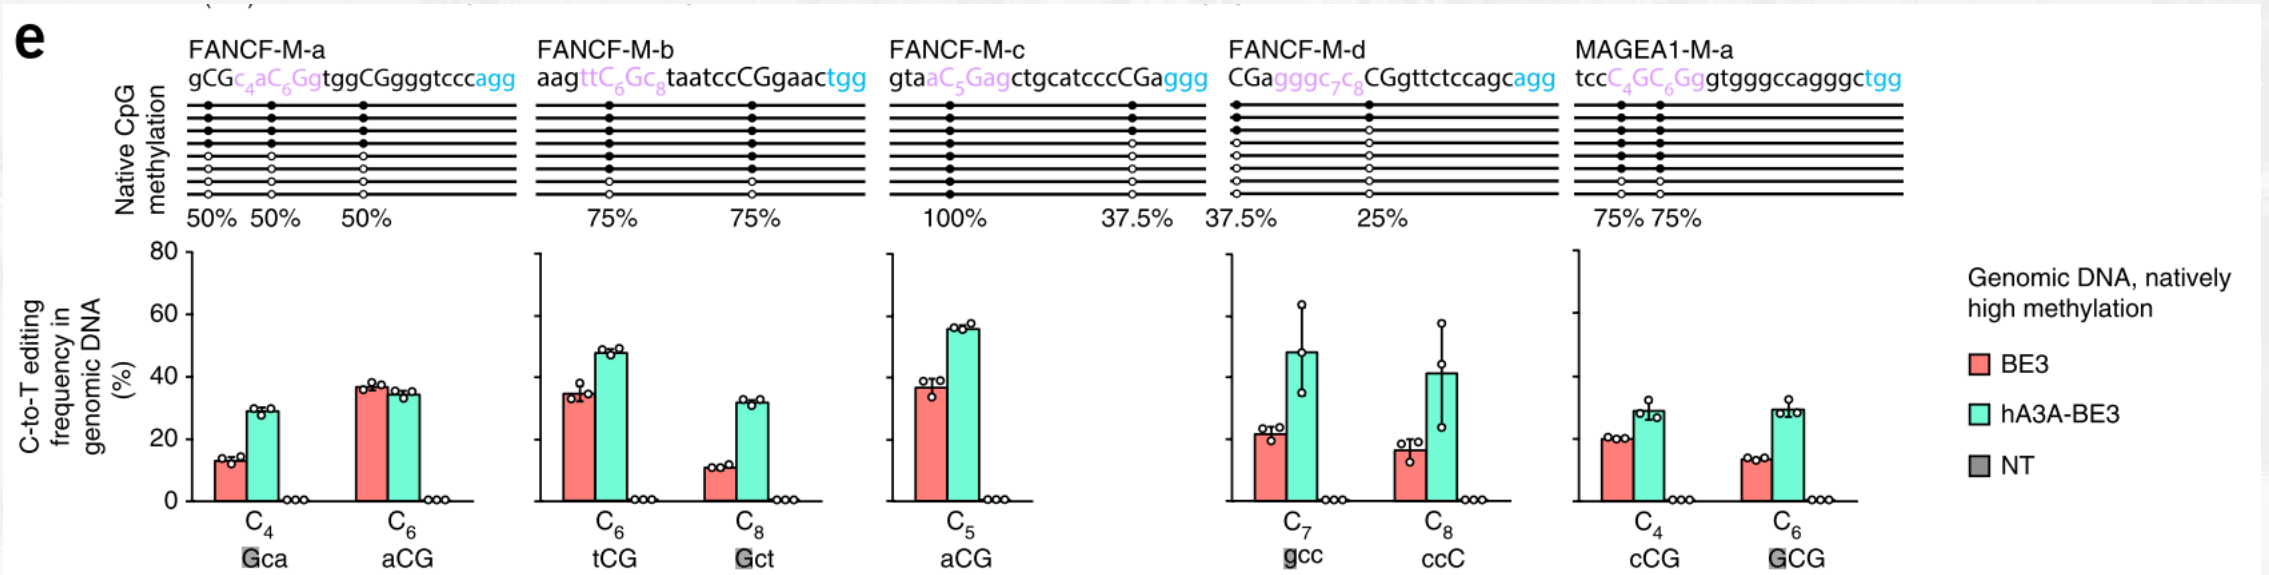 e
FANCF-M-a
gCGc4aC6GgtggCGgggtcccagg
FANCF-M-b
aagttC6Gc8taatccCGgaactgg
FANCF-M-c
gtaaC5GagctgcatcccCGaggg
FANCF-M-d
CGagggc7c8CGgttctccagcagg
MAGEA1-M-a
tccC4GC6Gggtgggccagggctgg
Native CpG
methylation
50% 50% 50%
75% 75%
100% 37.5%
37.5% 25%
75% 75%
C-to-T editing
frequency in
genomic DNA
(%)
80
60
40
20
0
C4 C6
Gca aCG
C6 C8
tCG Gct
C5
aCG
C7 C8
gcc ccC
C4 C6
cCG GCG
Genomic DNA, natively
high methylation
BE3
hA3A-BE3
NT